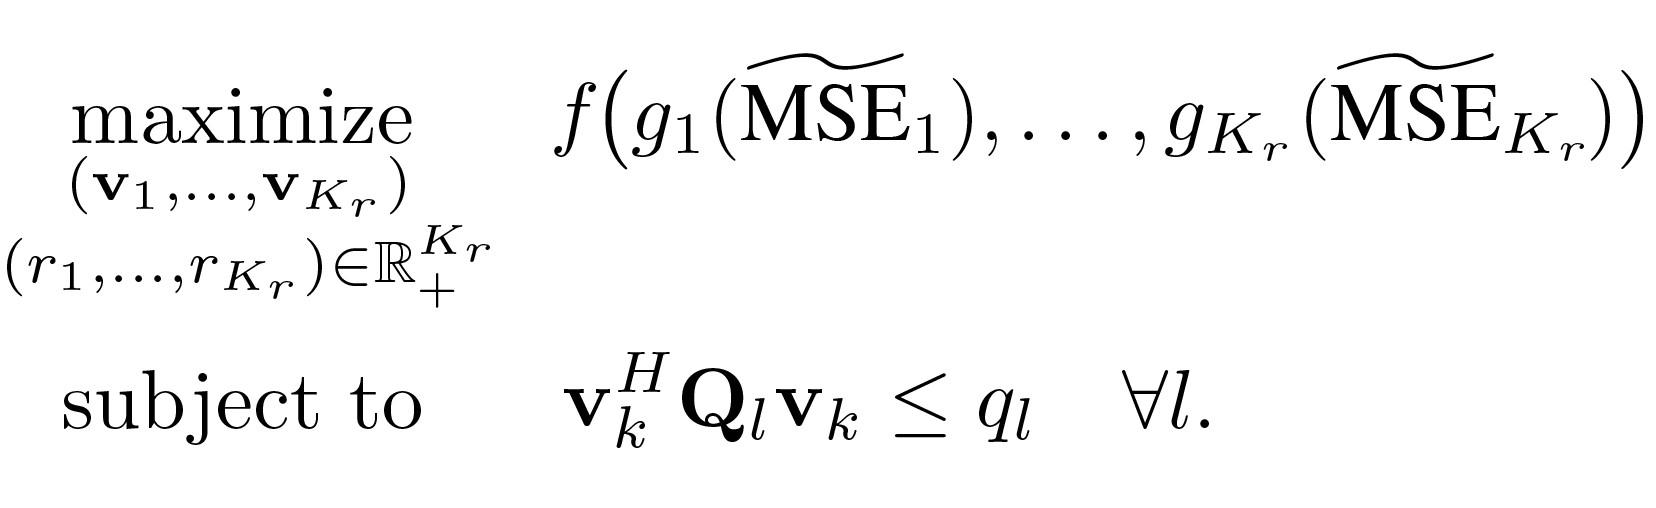 maximize f(g_1(\widetilde{MSE}_1), ..., g_{K_r}(\widetilde{MSE}_{K_r}))
(𝐯_1,...,𝐯_{K_r})
(r_1,...,r_{K_r})∈ℝ_+^{K_r}
subject to 𝐯_k^H 𝐐_l 𝐯_k ≤ q_l ∀l.